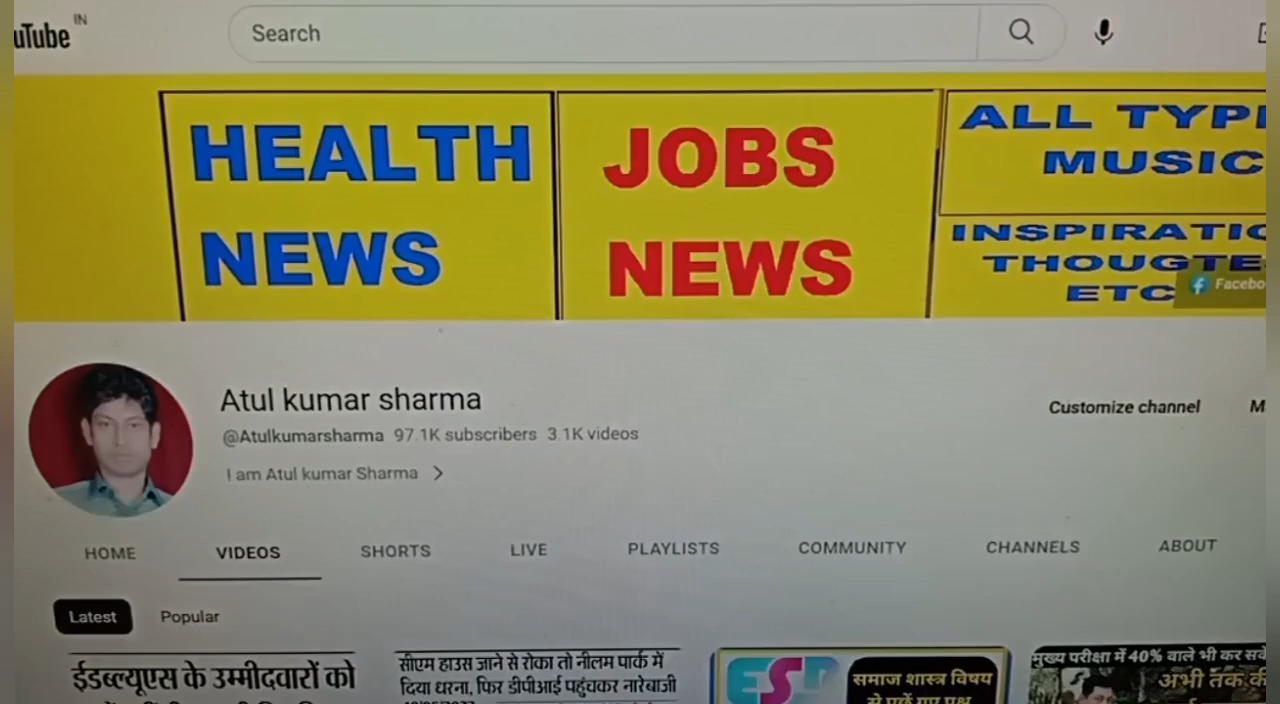 uTube IN
Search
HEALTH
NEWS
JOBS
NEWS
ALL TYP
MUSIC
INSPIRATIO
THOUGTE
ETC
Facebo
Atul kumar sharma
@Atulkumarsharma 97.1K subscribers 3.1K videos
I am Atul kumar Sharma >
Customize channel M
HOME VIDEOS SHORTS LIVE PLAYLISTS COMMUNITY CHANNELS ABOUT
Latest Popular
ईडब्ल्यूएस के उम्मीदवारों को
सीएम हाउस जाने से रोका तो नीलम पार्क में
दिया धरना, फिर डीपीआई पहुंचकर नारेबाजी
समाज शास्त्र विषय
मुख्य परीक्षा में 40% वाले भी कर सके
अभी तक की